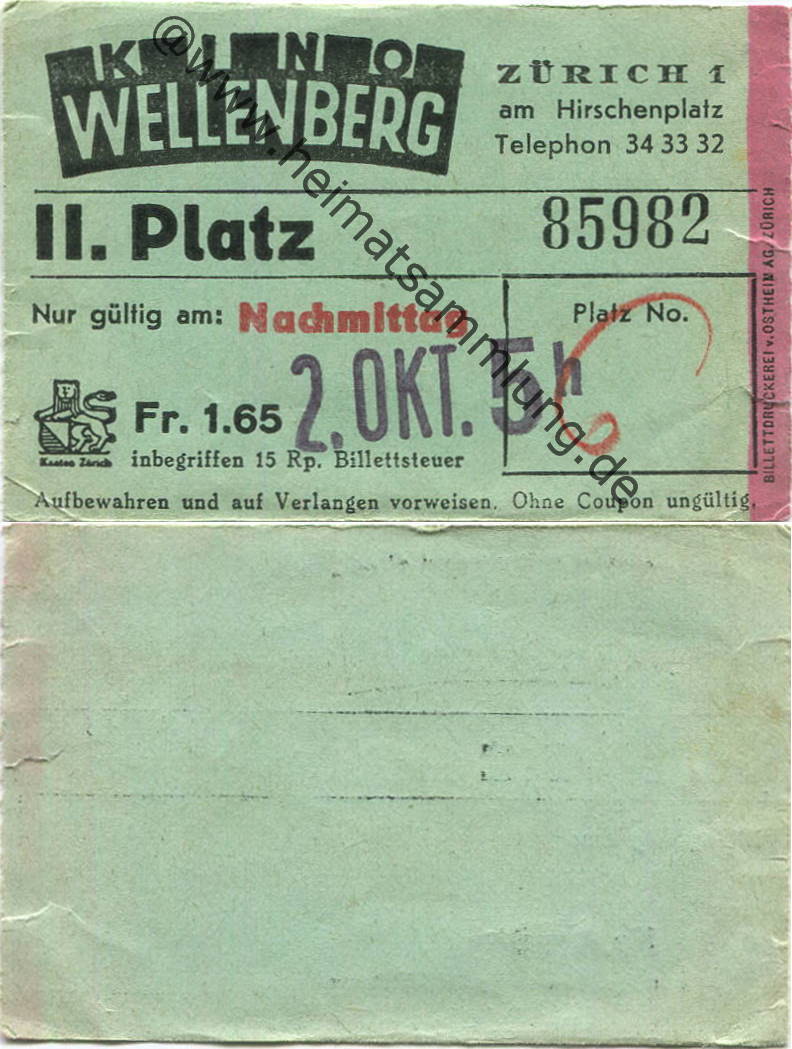 KINO
WELLENBERG
ZÜRICH 1
am Hirschenplatz
Telephon 34 33 32
II. Platz
85982
Nur gültig am: Nachmittag
Platz No.
2. OKT. 5h
Kanton Zürich
Fr. 1.65
inbegriffen 15 Rp. Billettsteuer
Aufbewahren und auf Verlangen vorweisen. Ohne Coupon ungültig.
BILLETTDRUCKEREI v. OSTHEIM AG. ZÜRICH
@www.heimatsammlung.de